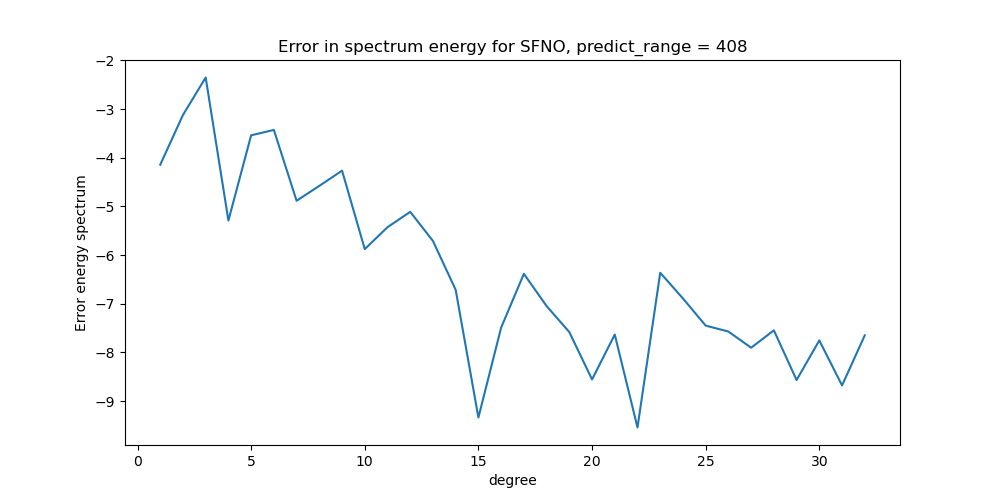 Error in spectrum energy for SFNO, predict_range = 408
−2
−3
−4
−5
−6
−7
−8
−9
Error energy spectrum
0 5 10 15 20 25 30
degree